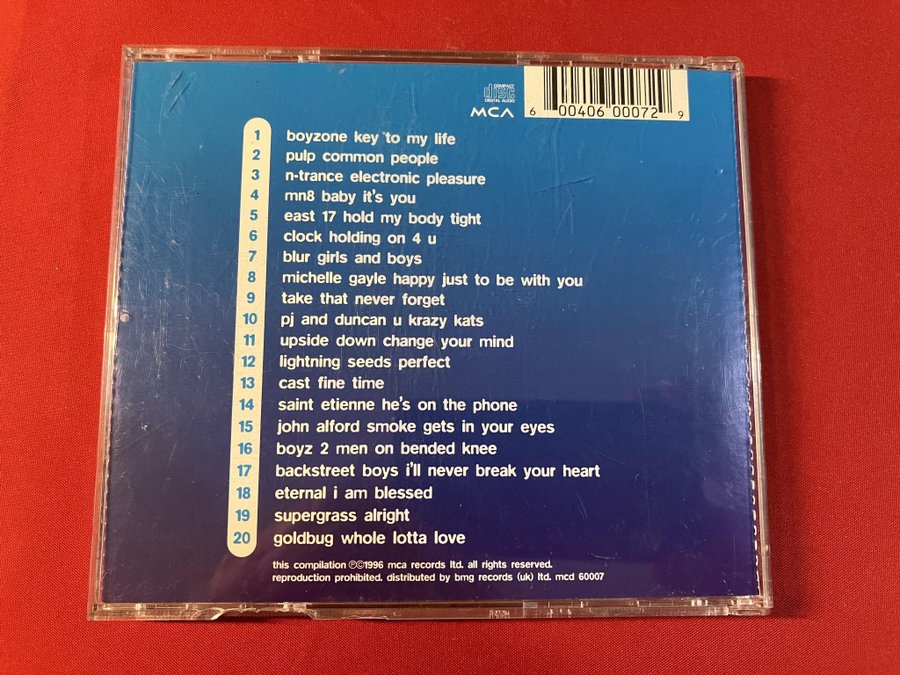 COMPACT
disc
DIGITAL AUDIO
MCA
6 00406 00072 9
1 boyzone key to my life
2 pulp common people
3 n-trance electronic pleasure
4 mn8 baby it's you
5 east 17 hold my body tight
6 clock holding on 4 u
7 blur girls and boys
8 michelle gayle happy just to be with you
9 take that never forget
10 pj and duncan u krazy kats
11 upside down change your mind
12 lightning seeds perfect
13 cast fine time
14 saint etienne he's on the phone
15 john alford smoke gets in your eyes
16 boyz 2 men on bended knee
17 backstreet boys i'll never break your heart
18 eternal i am blessed
19 supergrass alright
20 goldbug whole lotta love
this compilation ℗©1996 mca records ltd. all rights reserved.
reproduction prohibited. distributed by bmg records (uk) ltd. mcd 60007